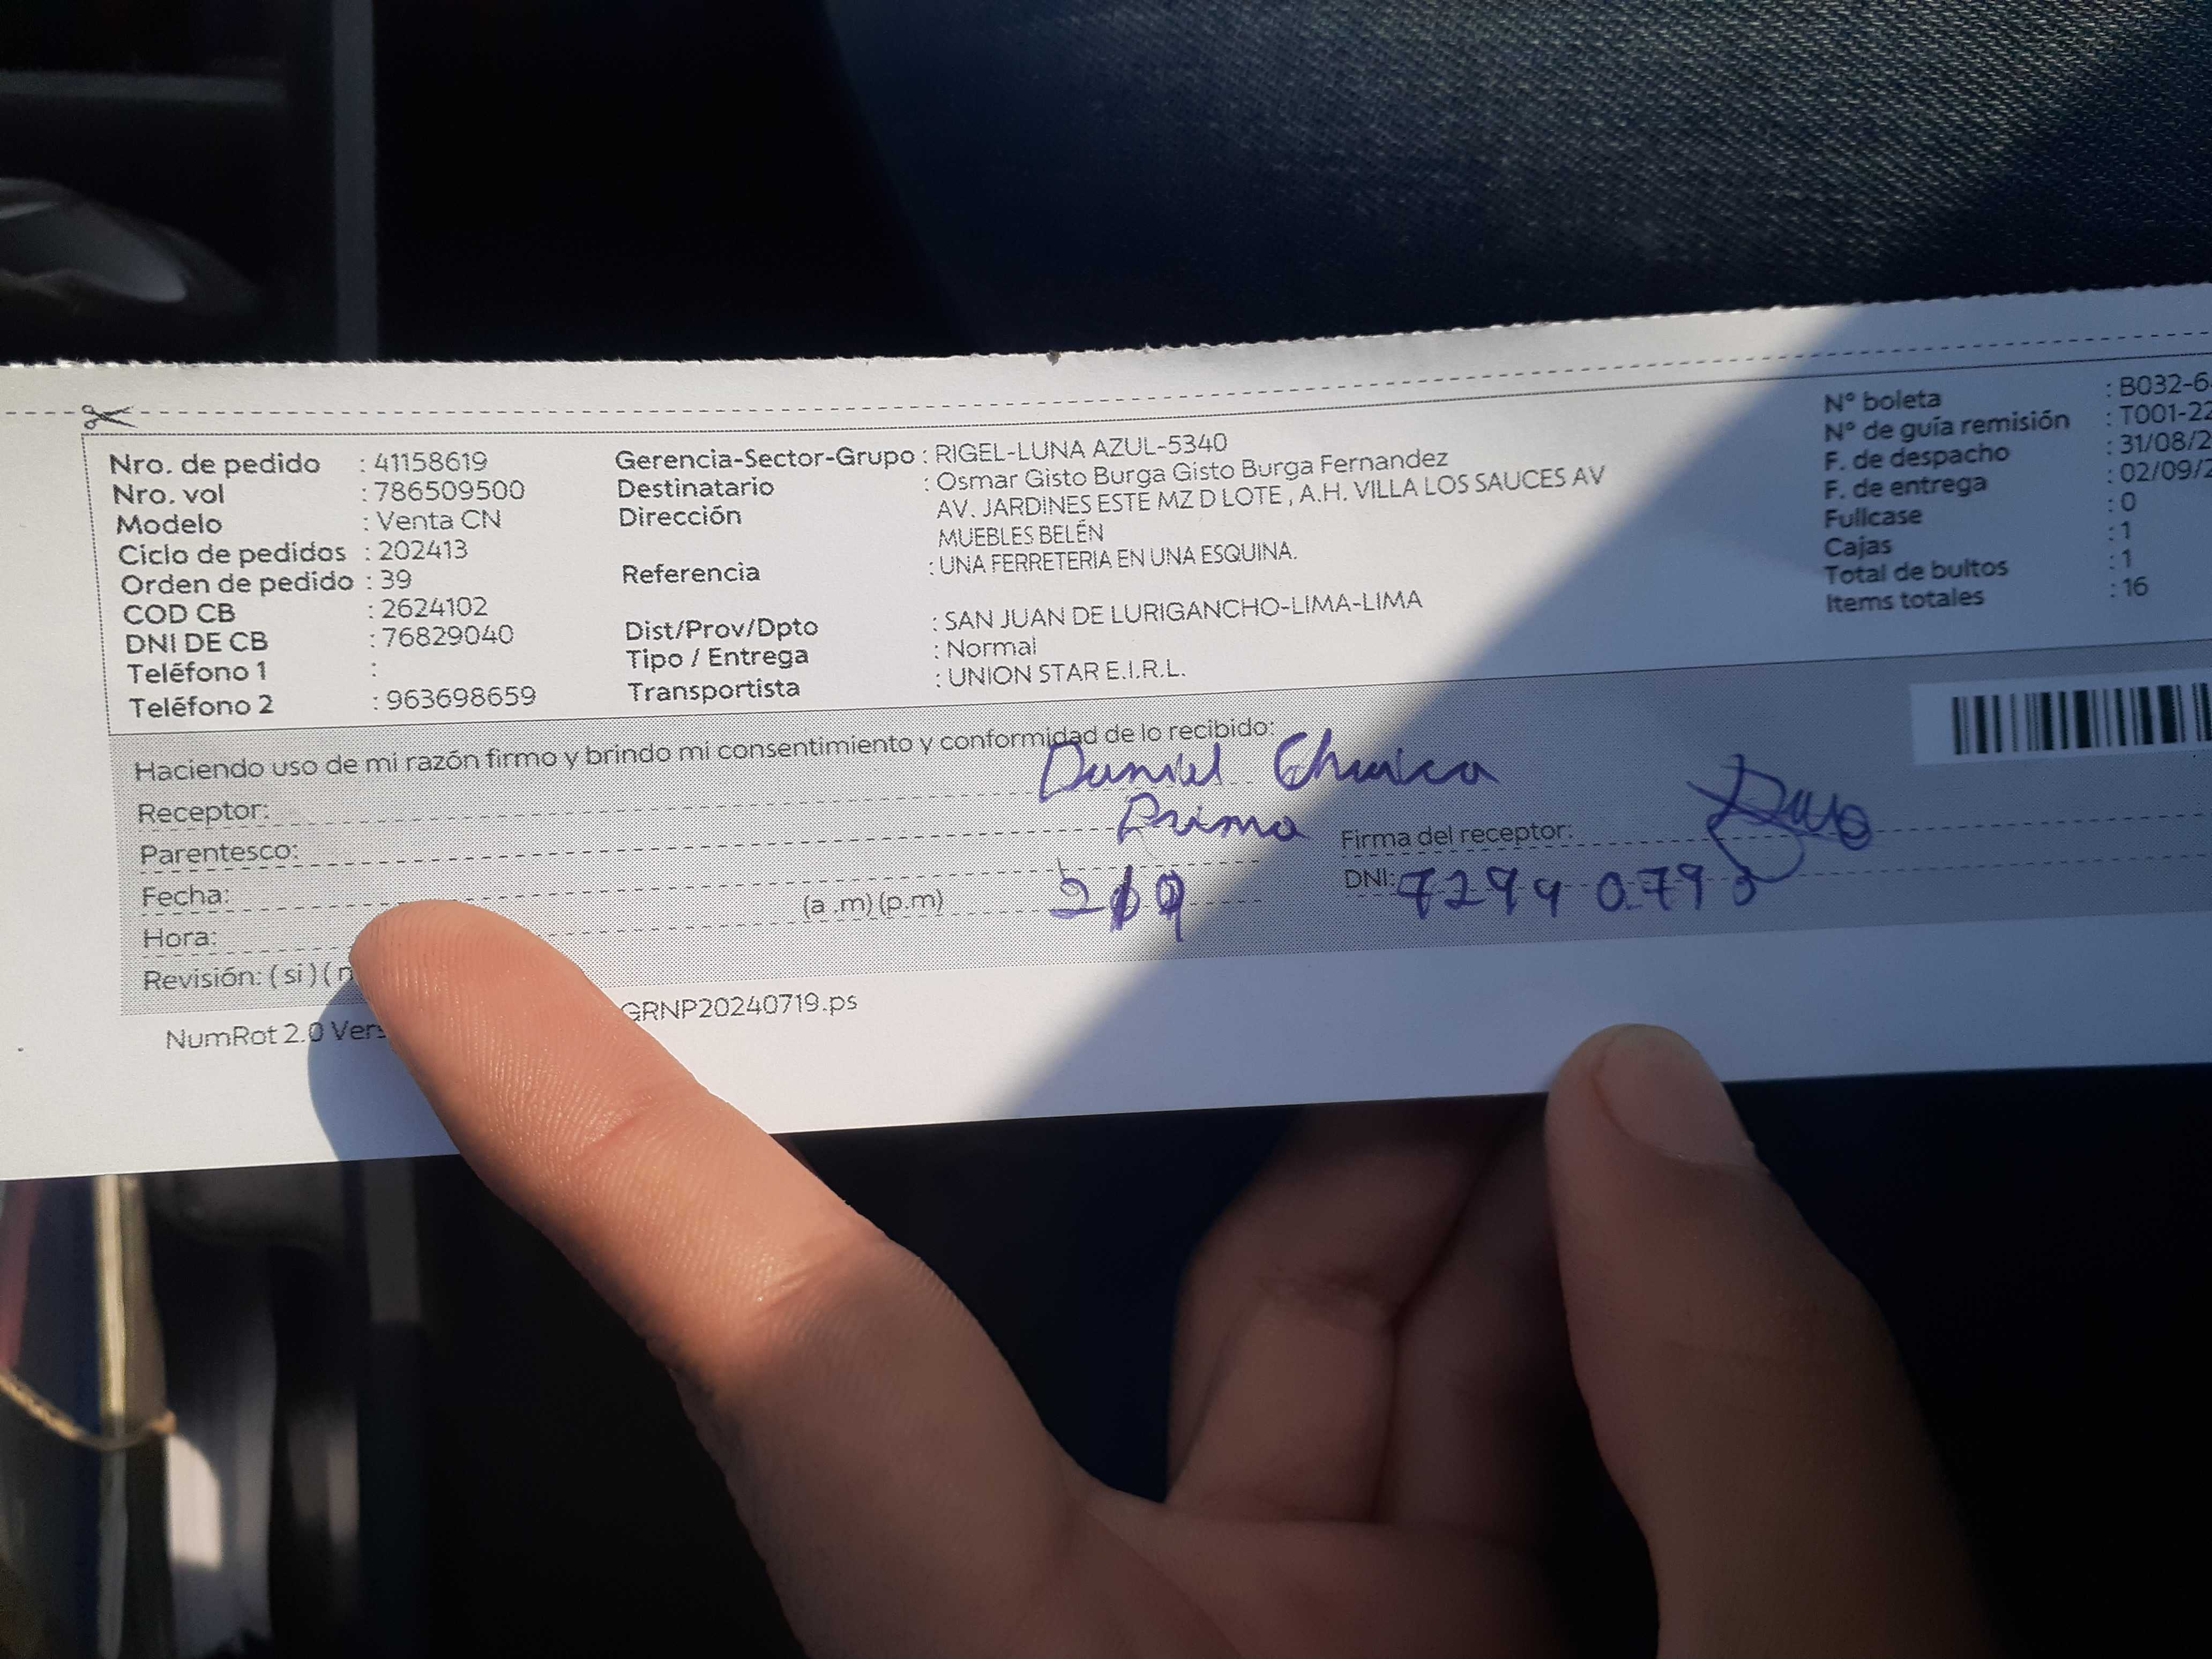 Nro. de pedido : 41158619
Nro. vol : 786509500
Modelo : Venta CN
Ciclo de pedidos : 202413
Orden de pedido : 39
COD CB : 2624102
DNI DE CB : 76829040
Teléfono 1 :
Teléfono 2 : 963698659
Gerencia-Sector-Grupo : RIGEL-LUNA AZUL-5340
Destinatario : Osmar Gisto Burga Gisto Burga Fernandez
Dirección AV. JARDINES ESTE MZ D LOTE , A.H. VILLA LOS SAUCES AV
MUEBLES BELÉN
Referencia : UNA FERRETERIA EN UNA ESQUINA.
Dist/Prov/Dpto : SAN JUAN DE LURIGANCHO-LIMA-LIMA
Tipo / Entrega : Normal
Transportista : UNION STAR E.I.R.L.
N° boleta : B032-6
N° de guía remisión : T001-22
F. de despacho : 31/08/2
F. de entrega : 02/09/2
Fullcase : 0
Cajas : 1
Total de bultos : 1
Items totales : 16
Haciendo uso de mi razón firmo y brindo mi consentimiento y conformidad de lo recibido:
Receptor: Daniel
Parentesco: Primo
Firma del receptor:
Fecha:
DNI:
Hora: (a .m) (p.m)
Revisión: ( si ) (
NumRot 2.0 GRNP20240719.ps